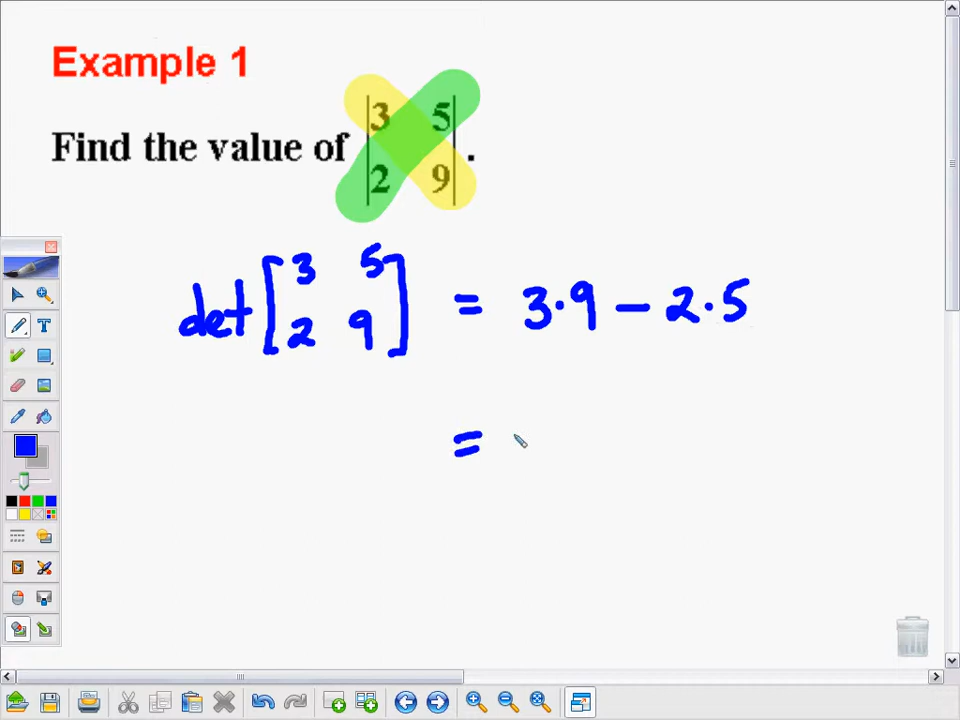 Example 1
Find the value of |3 5|
|2 9| .
det [3 5] = 3·9 − 2·5
[2 9]
=
T